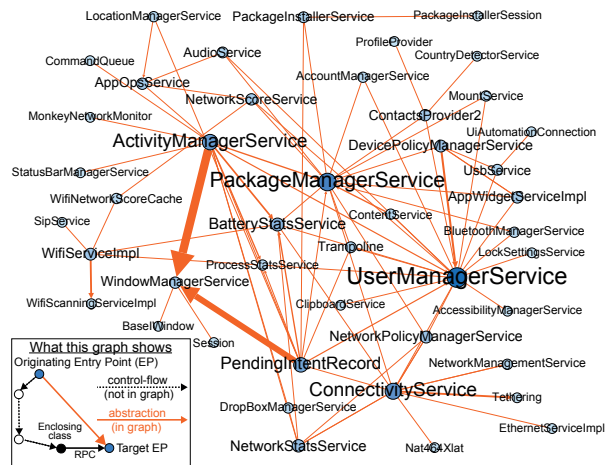 LocationManagerService
PackageInstallerService
PackageInstallerSession
ProfileProvider
AudioService
CommandQueue
CountryDetectorService
AppOpsService
AccountManagerService
NetworkScoreService
MountService
MonkeyNetworkMonitor
ContactsProvider2
UiAutomationConnection
ActivityManagerService
DevicePolicyManagerService
StatusBarManagerService
UsbService
PackageManagerService
WifiNetworkScoreCache
AppWidgetServiceImpl
SipService
ContentService
BatteryStatsService
BluetoothManagerService
WifiServiceImpl
Trampoline
LockSettingsService
ProcessStatsService
UserManagerService
WindowManagerService
WifiScanningServiceImpl
ClipboardService
AccessibilityManagerService
BaseIWindow
NetworkPolicyManagerService
Session
What this graph shows
Originating Entry Point (EP)
control-flow
(not in graph)
abstraction
(in graph)
Enclosing
class
RPC
Target EP
PendingIntentRecord
NetworkManagementService
ConnectivityService
Tethering
DropBoxManagerService
EthernetServiceImpl
NetworkStatsService
Nat464Xlat